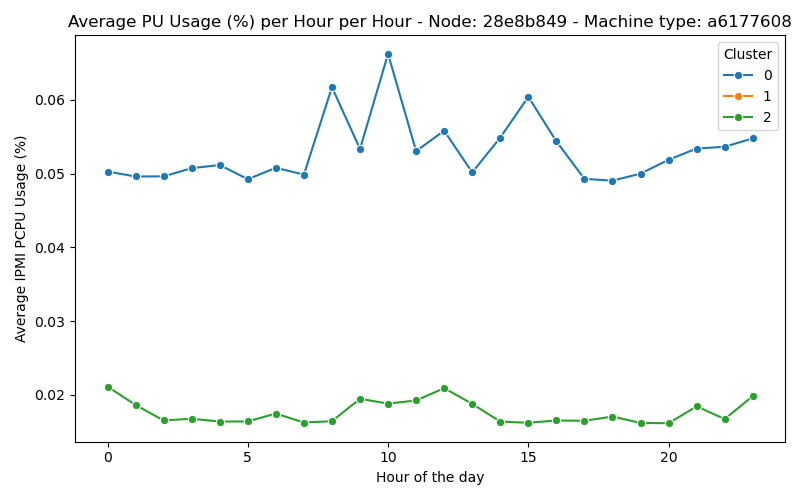 Average PU Usage (%) per Hour per Hour - Node: 28e8b849 - Machine type: a6177608
Cluster
0
1
2
Average IPMI PCPU Usage (%)
0.06
0.05
0.04
0.03
0.02
0 5 10 15 20
Hour of the day